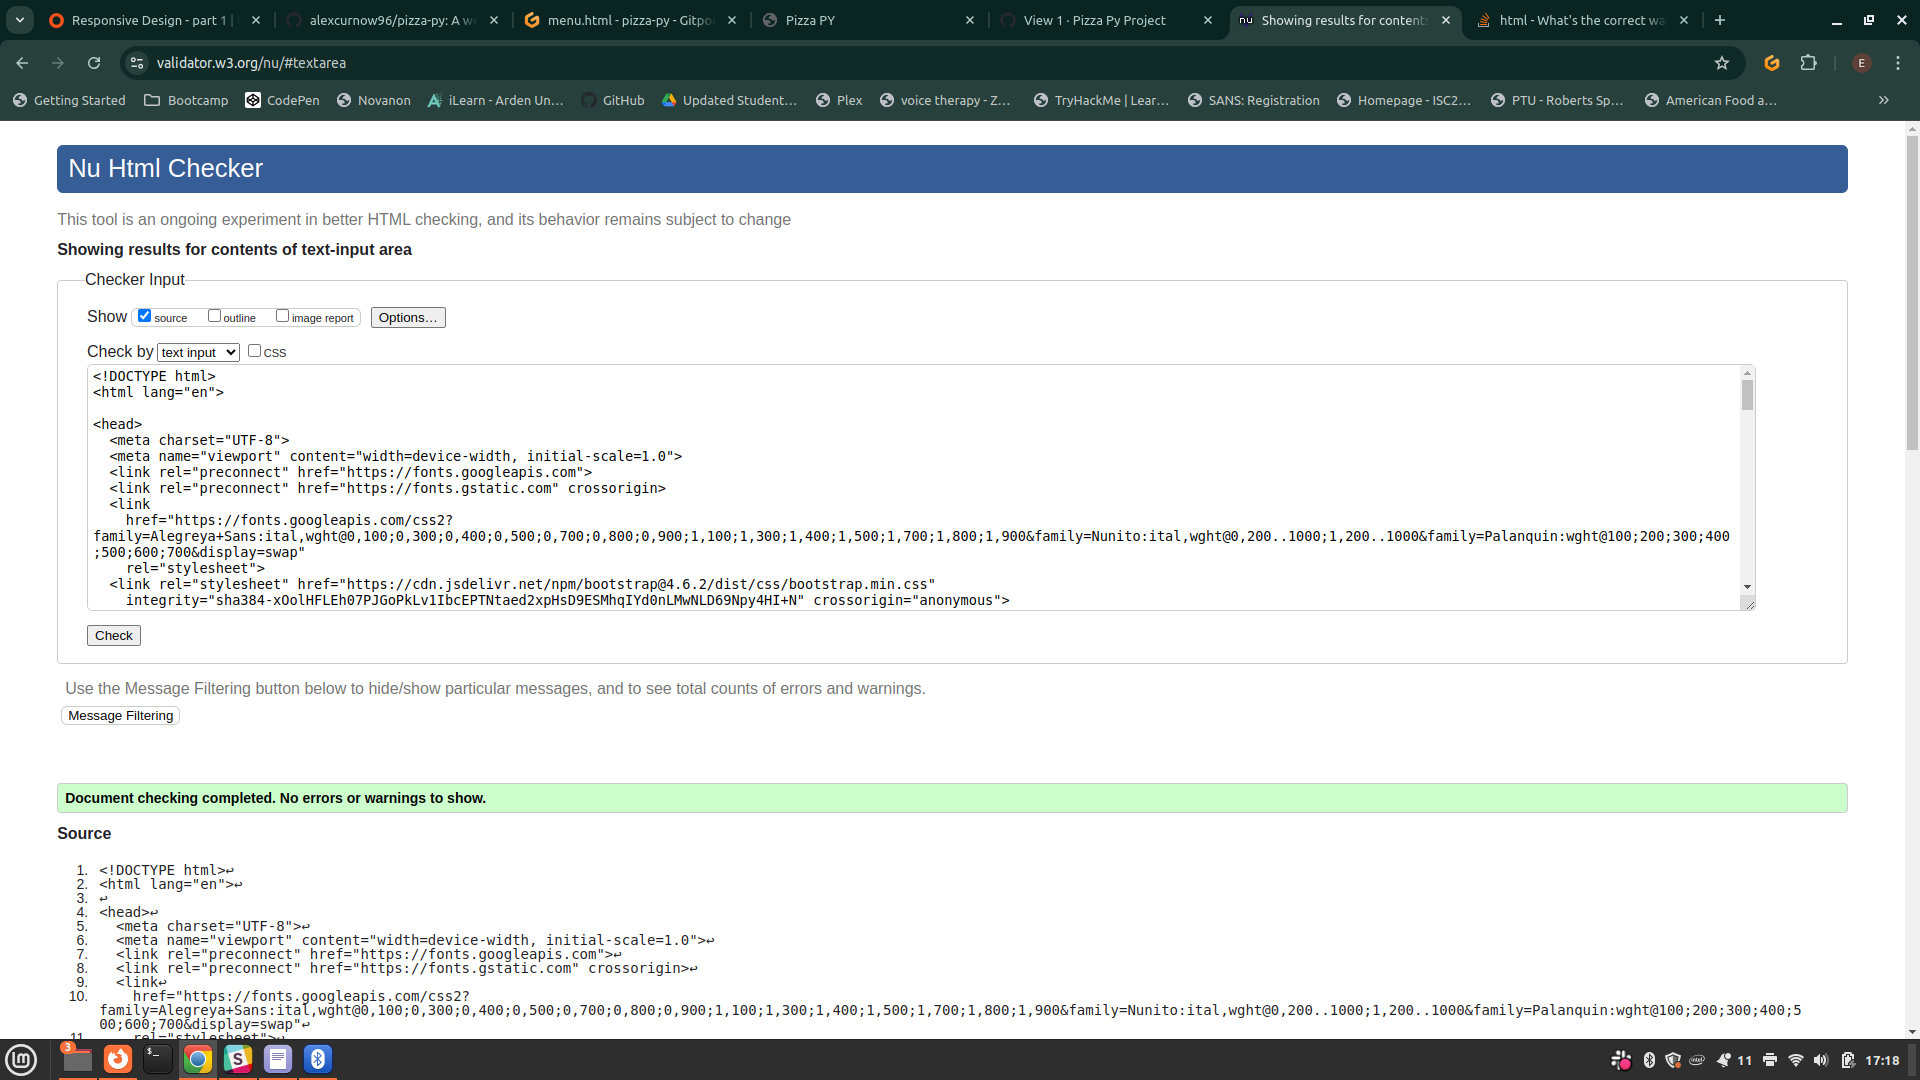 Responsive Design - part 1 |
alexcurnow96/pizza-py: A we
menu.html - pizza-py - Gitpo
Pizza PY
View 1 · Pizza Py Project
Showing results for content
html - What's the correct wa
validator.w3.org/nu/#textarea
E
Getting Started
Bootcamp
CodePen
Novanon
iLearn - Arden Un...
GitHub
Updated Student...
Plex
voice therapy - Z...
TryHackMe | Lear...
SANS: Registration
Homepage - ISC2...
PTU - Roberts Sp...
American Food a...
Nu Html Checker
This tool is an ongoing experiment in better HTML checking, and its behavior remains subject to change
Showing results for contents of text-input area
Checker Input
Show source outline image report Options...
Check by text input CSS
<!DOCTYPE html>
<html lang="en">
<head>
<meta charset="UTF-8">
<meta name="viewport" content="width=device-width, initial-scale=1.0">
<link rel="preconnect" href="https://fonts.googleapis.com">
<link rel="preconnect" href="https://fonts.gstatic.com" crossorigin>
<link
href="https://fonts.googleapis.com/css2?
family=Alegreya+Sans:ital,wght@0,100;0,300;0,400;0,500;0,700;0,800;0,900;1,100;1,300;1,400;1,500;1,700;1,800;1,900&family=Nunito:ital,wght@0,200..1000;1,200..1000&family=Palanquin:wght@100;200;300;400
;500;600;700&display=swap"
rel="stylesheet">
<link rel="stylesheet" href="https://cdn.jsdelivr.net/npm/bootstrap@4.6.2/dist/css/bootstrap.min.css"
integrity="sha384-xOolHFLEh07PJGoPkLv1IbcEPTNtaed2xpHsD9ESMhqIYd0nLMwNLD69Npy4HI+N" crossorigin="anonymous">
Check
Use the Message Filtering button below to hide/show particular messages, and to see total counts of errors and warnings.
Message Filtering
Document checking completed. No errors or warnings to show.
Source
1. <!DOCTYPE html>↩
2. <html lang="en">↩
3. ↩
4. <head>↩
5. <meta charset="UTF-8">↩
6. <meta name="viewport" content="width=device-width, initial-scale=1.0">↩
7. <link rel="preconnect" href="https://fonts.googleapis.com">↩
8. <link rel="preconnect" href="https://fonts.gstatic.com" crossorigin>↩
9. <link↩
10. href="https://fonts.googleapis.com/css2?
family=Alegreya+Sans:ital,wght@0,100;0,300;0,400;0,500;0,700;0,800;0,900;1,100;1,300;1,400;1,500;1,700;1,800;1,900&family=Nunito:ital,wght@0,200..1000;1,200..1000&family=Palanquin:wght@100;200;300;400;5
00;600;700&display=swap"↩
11. rel="stylesheet">↩
3
11
17:18